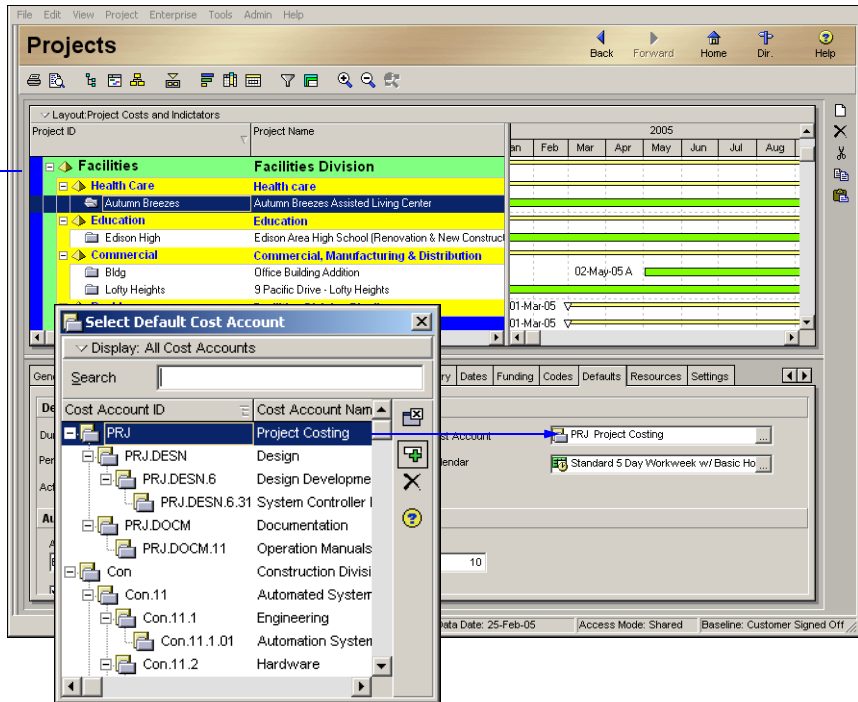 File Edit View Project Enterprise Tools Admin Help
Projects
Back Forward Home Dir. Help
Layout:Project Costs and Indictators
Project ID Project Name 2005
Feb Mar Apr May Jun Jul Aug
Facilities Facilities Division
Health Care Health care
Autumn Breezes Autumn Breezes Assisted Living Center
Education Education
Edison High Edison Area High School (Renovation & New Construct
Commercial Commercial, Manufacturing & Distribution
Bldg Office Building Addition 02-May-05 A
Lofty Heights 9 Pacific Drive - Lofty Heights
01-Mar-05
01-Mar-05
Select Default Cost Account
Display: All Cost Accounts
Search
Dates Funding Codes Defaults Resources Settings
Cost Account ID Cost Account Nam
PRJ Project Costing
Account PRJ Project Costing
PRJ.DESN Design
Standard 5 Day Workweek w/ Basic Ho
PRJ.DESN.6 Design Developme
PRJ.DESN.6.31 System Controller
PRJ.DOCM Documentation
PRJ.DOCM.11 Operation Manuals
10
Con Construction Divisi
Con.11 Automated System
Con.11.1 Engineering
Data Date: 25-Feb-05 Access Mode: Shared Baseline: Customer Signed Off
Con.11.1.01 Automation System
Con.11.2 Hardware